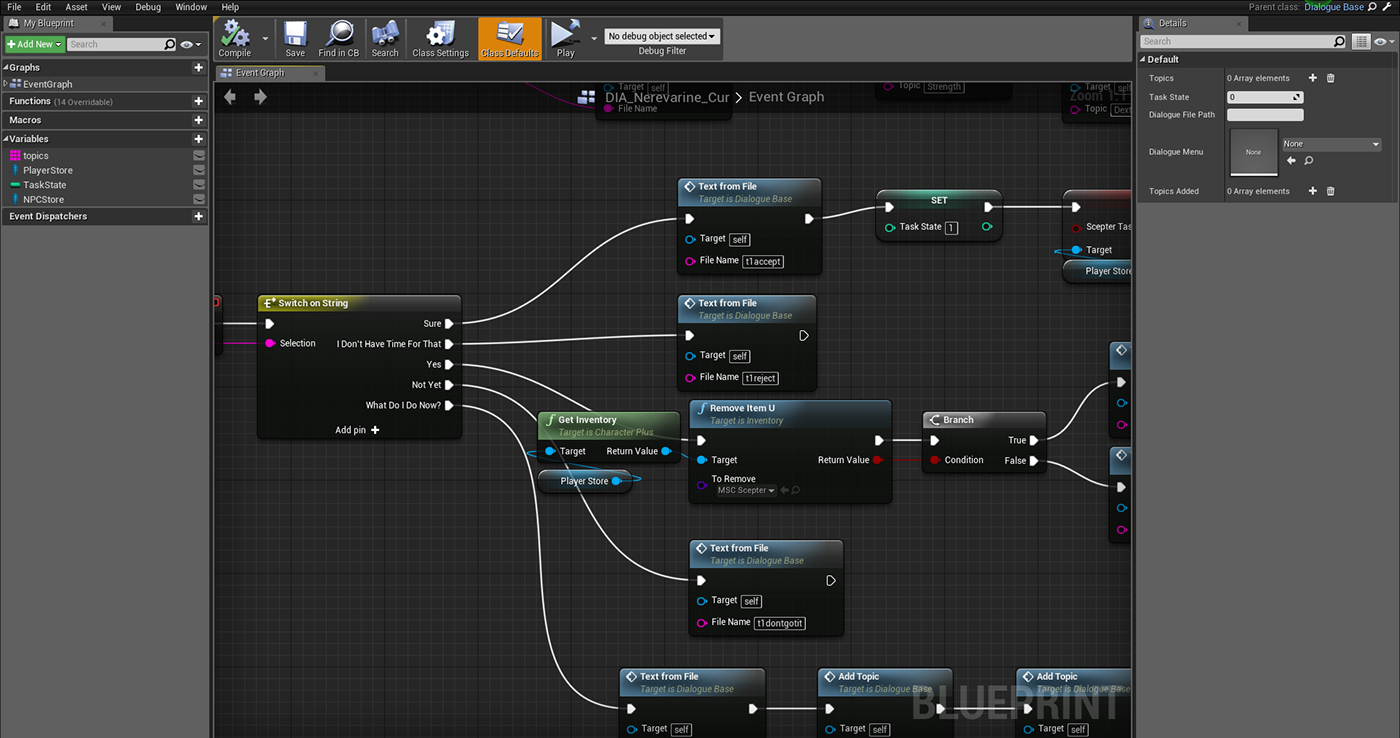 File Edit Asset View Debug Window Help
Parent class: Dialogue Base
My Blueprint
Add New
Search
Graphs
EventGraph
Functions (14 Overridable)
Macros
Variables
topics
PlayerStore
TaskState
NPCStore
Event Dispatchers
Compile
Save
Find in CB
Search
Class Settings
Class Defaults
Play
No debug object selected
Debug Filter
Event Graph
DIA_Nerevarine_Cur > Event Graph
Zoom 1:1
Target self
File Name
Topic Strength
Target self
Topic
Text from File
Target is Dialogue Base
Target self
File Name t1accept
SET
Task State 1
Target
Player Store
Switch on String
Selection
Sure
I Don't Have Time For That
Yes
Not Yet
What Do I Do Now?
Add pin
Text from File
Target is Dialogue Base
Target self
File Name t1reject
Get Inventory
Target is Character Plus
Target Return Value
Player Store
Remove Item U
Target is Inventory
Target Return Value
To Remove
MSC Scepter
Branch
True
Condition False
Text from File
Target is Dialogue Base
Target self
File Name t1dontgotit
Text from File
Target is Dialogue Base
Target self
Add Topic
Target is Dialogue Base
Target self
Add Topic
Target is Dialogue Base
Target self
BLUEPRINT
Details
Search
Default
Topics 0 Array elements
Task State 0
Dialogue File Path
Dialogue Menu None None
Topics Added 0 Array elements